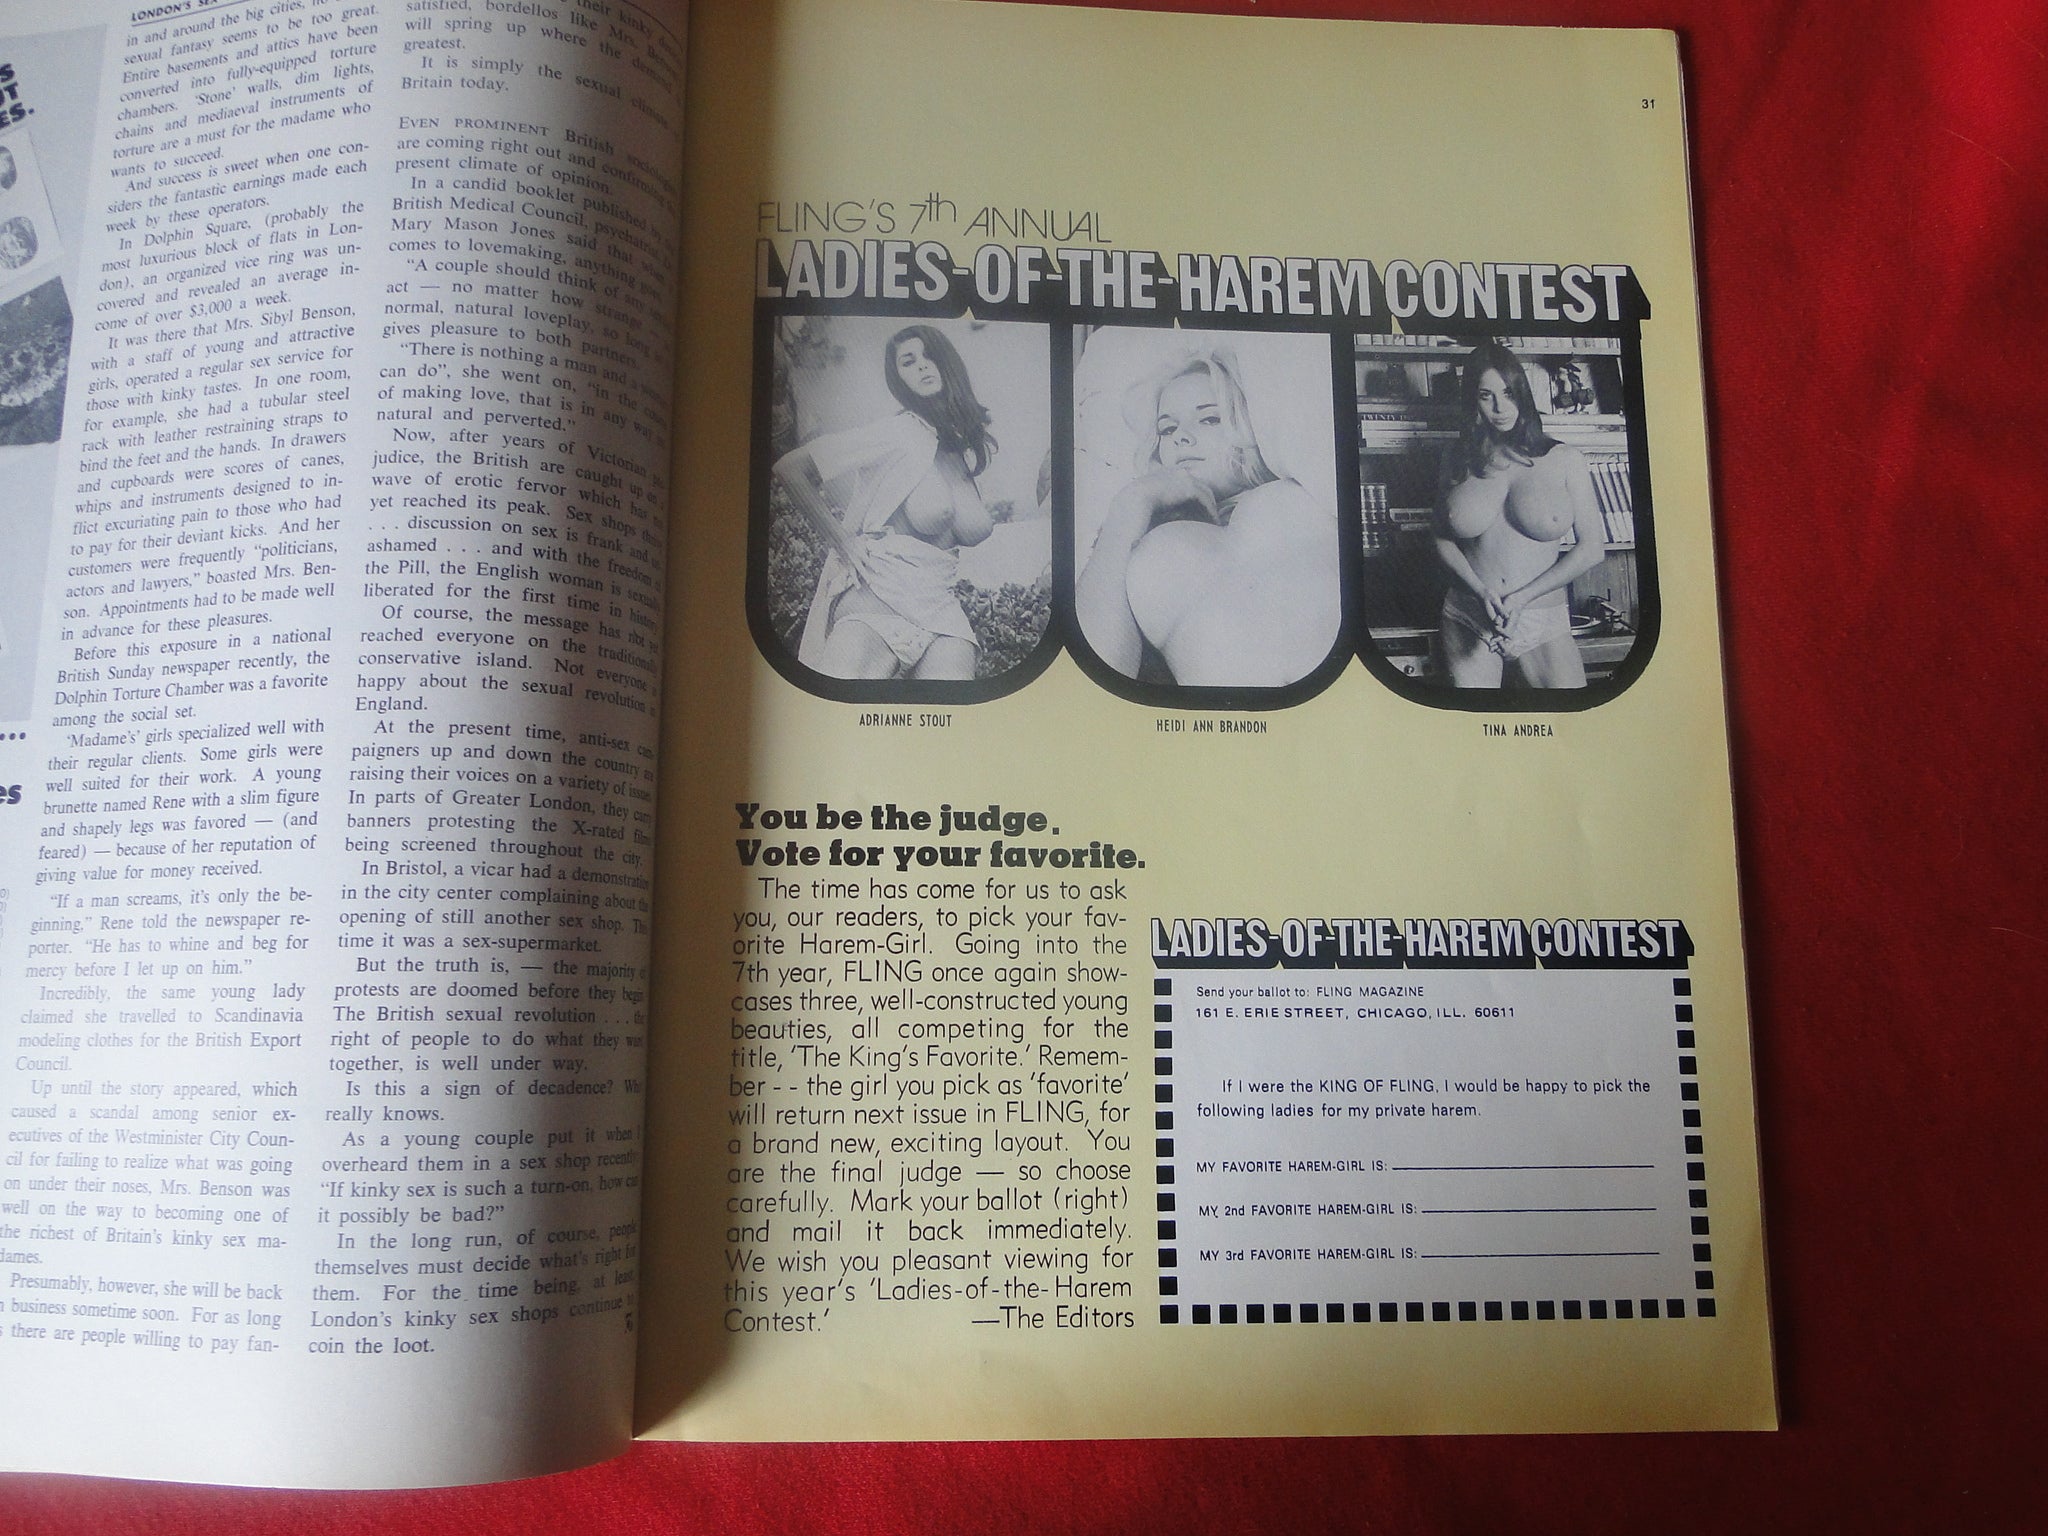 LONDON'S
in and around the big cities, no
sexual fantasy seems to be too great.
Entire basements and attics have been
converted into fully-equipped torture
chambers. 'Stone' walls, dim lights,
chains and mediaeval instruments of
torture are a must for the madame who
wants to succeed.
And success is sweet when one con-
siders the fantastic earnings made each
week by these operators.
In Dolphin Square, (probably the
most luxurious block of flats in Lon-
don), an organized vice ring was un-
covered and revealed an average in-
come of over $3,000 a week.
It was there that Mrs. Sibyl Benson,
with a staff of young and attractive
girls, operated a regular sex service for
those with kinky tastes. In one room,
for example, she had a tubular steel
rack with leather restraining straps to
bind the feet and the hands. In drawers
and cupboards were scores of canes,
whips and instruments designed to in-
flict excuriating pain to those who had
to pay for their deviant kicks. And her
customers were frequently "politicians,
actors and lawyers," boasted Mrs. Ben-
son. Appointments had to be made well
in advance for these pleasures.
Before this exposure in a national
British Sunday newspaper recently, the
Dolphin Torture Chamber was a favorite
among the social set.
'Madame's' girls specialized well with
their regular clients. Some girls were
well suited for their work. A young
brunette named Rene with a slim figure
and shapely legs was favored — (and
feared) — because of her reputation of
giving value for money received.
"If a man screams, it's only the be-
ginning," Rene told the newspaper re-
porter. "He has to whine and beg for
mercy before I let up on him."
Incredibly, the same young lady
claimed she travelled to Scandinavia
modeling clothes for the British Export
Council.
Up until the story appeared, which
caused a scandal among senior ex-
ecutives of the Westminister City Coun-
cil for failing to realize what was going
on under their noses, Mrs. Benson was
well on the way to becoming one of
the richest of Britain's kinky sex ma-
dames.
Presumably, however, she will be back
business sometime soon. For as long
there are people willing to pay fan-
their kinky
satisfied, bordellos like Mrs.
will spring up where the demand
greatest.
It is simply the sexual climate
Britain today.
EVEN PROMINENT British
are coming right out and confirming
present climate of opinion.
In a candid booklet published by
British Medical Council, psychiatrist
Mary Mason Jones said that when
comes to lovemaking, anything goes.
"A couple should think of any
act — no matter how strange
normal, natural loveplay, so long
gives pleasure to both partners.
"There is nothing a man and a
can do", she went on, "in the
of making love, that is in any way
natural and perverted."
Now, after years of Victorian
judice, the British are caught up
wave of erotic fervor which has
yet reached its peak. Sex shops
. . . discussion on sex is frank and
ashamed . . . and with the freedom
the Pill, the English woman is
liberated for the first time in history
Of course, the message has not
reached everyone on the traditionally
conservative island. Not everyone
happy about the sexual revolution
England.
At the present time, anti-sex cam-
paigners up and down the country are
raising their voices on a variety of issues
In parts of Greater London, they carry
banners protesting the X-rated films
being screened throughout the city.
In Bristol, a vicar had a demonstration
in the city center complaining about the
opening of still another sex shop. This
time it was a sex-supermarket.
But the truth is, — the majority of
protests are doomed before they begin
The British sexual revolution . . . the
right of people to do what they want
together, is well under way.
Is this a sign of decadence? Who
really knows.
As a young couple put it when I
overheard them in a sex shop recently
"If kinky sex is such a turn-on, how can
it possibly be bad?"
In the long run, of course, people
themselves must decide what's right for
them. For the time being, at least
London's kinky sex shops continue to
coin the loot.
31
FLING'S 7th ANNUAL
LADIES-OF-THE-HAREM CONTEST
ADRIANNE STOUT
HEIDI ANN BRANDON
TINA ANDREA
You be the judge.
Vote for your favorite.
The time has come for us to ask
you, our readers, to pick your fav-
orite Harem-Girl. Going into the
7th year, FLING once again show-
cases three, well-constructed young
beauties, all competing for the
title, 'The King's Favorite.' Remem-
ber - - the girl you pick as 'favorite'
will return next issue in FLING, for
a brand new, exciting layout. You
are the final judge — so choose
carefully. Mark your ballot (right)
and mail it back immediately.
We wish you pleasant viewing for
this year's 'Ladies-of-the-Harem
Contest.' —The Editors
LADIES-OF-THE-HAREM CONTEST
Send your ballot to: FLING MAGAZINE
161 E. ERIE STREET, CHICAGO, ILL. 60611
If I were the KING OF FLING, I would be happy to pick the
following ladies for my private harem.
MY FAVORITE HAREM-GIRL IS:
MY 2nd FAVORITE HAREM-GIRL IS:
MY 3rd FAVORITE HAREM-GIRL IS: